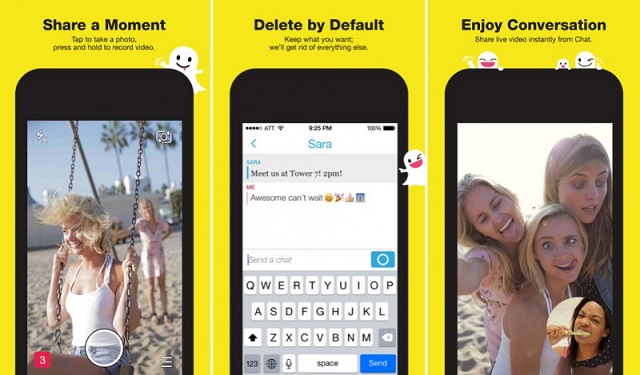 Share a Moment
Tap to take a photo,
press and hold to record video.
3
Delete by Default
Keep what you want;
we'll get rid of everything else.
ATT 9:25 PM 100%
Sara
SARA
Meet us at Tower 7! 2pm!
ME
Awesome can't wait
Send a chat
Q W E R T Y U I O P
A S D F G H J K L
Z X C V B N M
123 space Send
Enjoy Conversation
Share live video instantly from Chat.